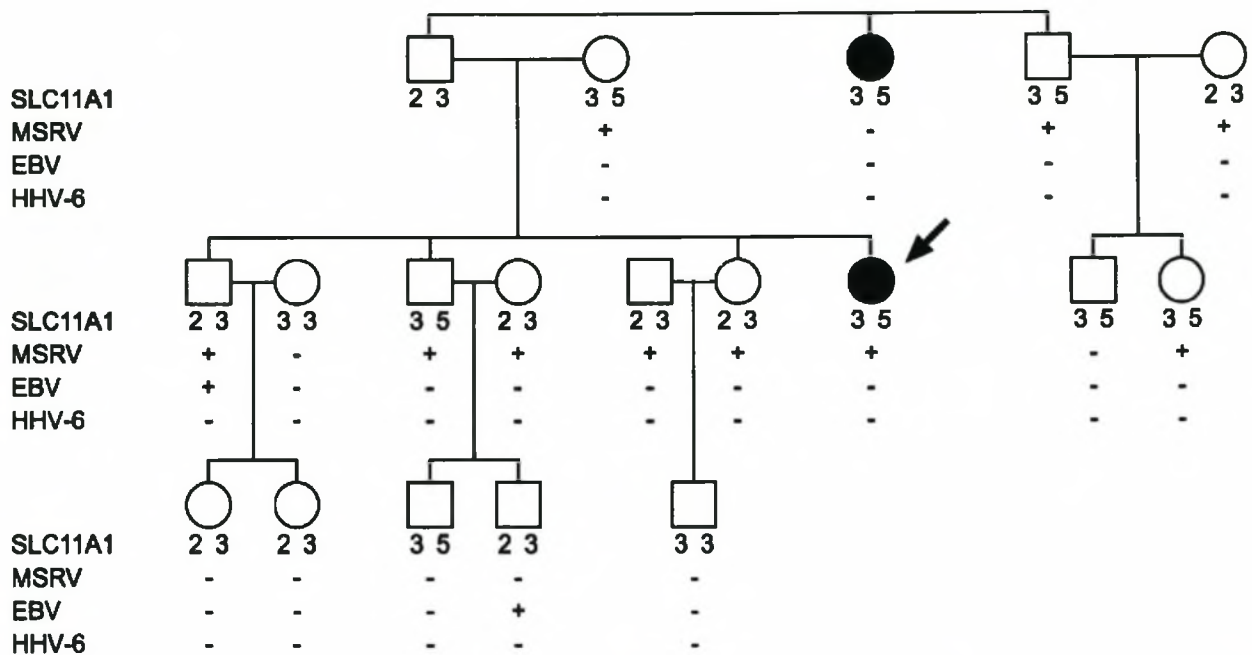 SLC11A1 2 3 3 5 3 5 3 5 2 3
MSRV + - + +
EBV - - - -
HHV-6 - - - -
SLC11A1 2 3 3 3 3 5 2 3 2 3 2 3 3 5 3 5 3 5
MSRV + - + + + + + - +
EBV + - - - - - - - -
HHV-6 - - - - - - - - -
SLC11A1 2 3 2 3 3 5 2 3 3 3
MSRV - - - - -
EBV - - - + -
HHV-6 - - - - -